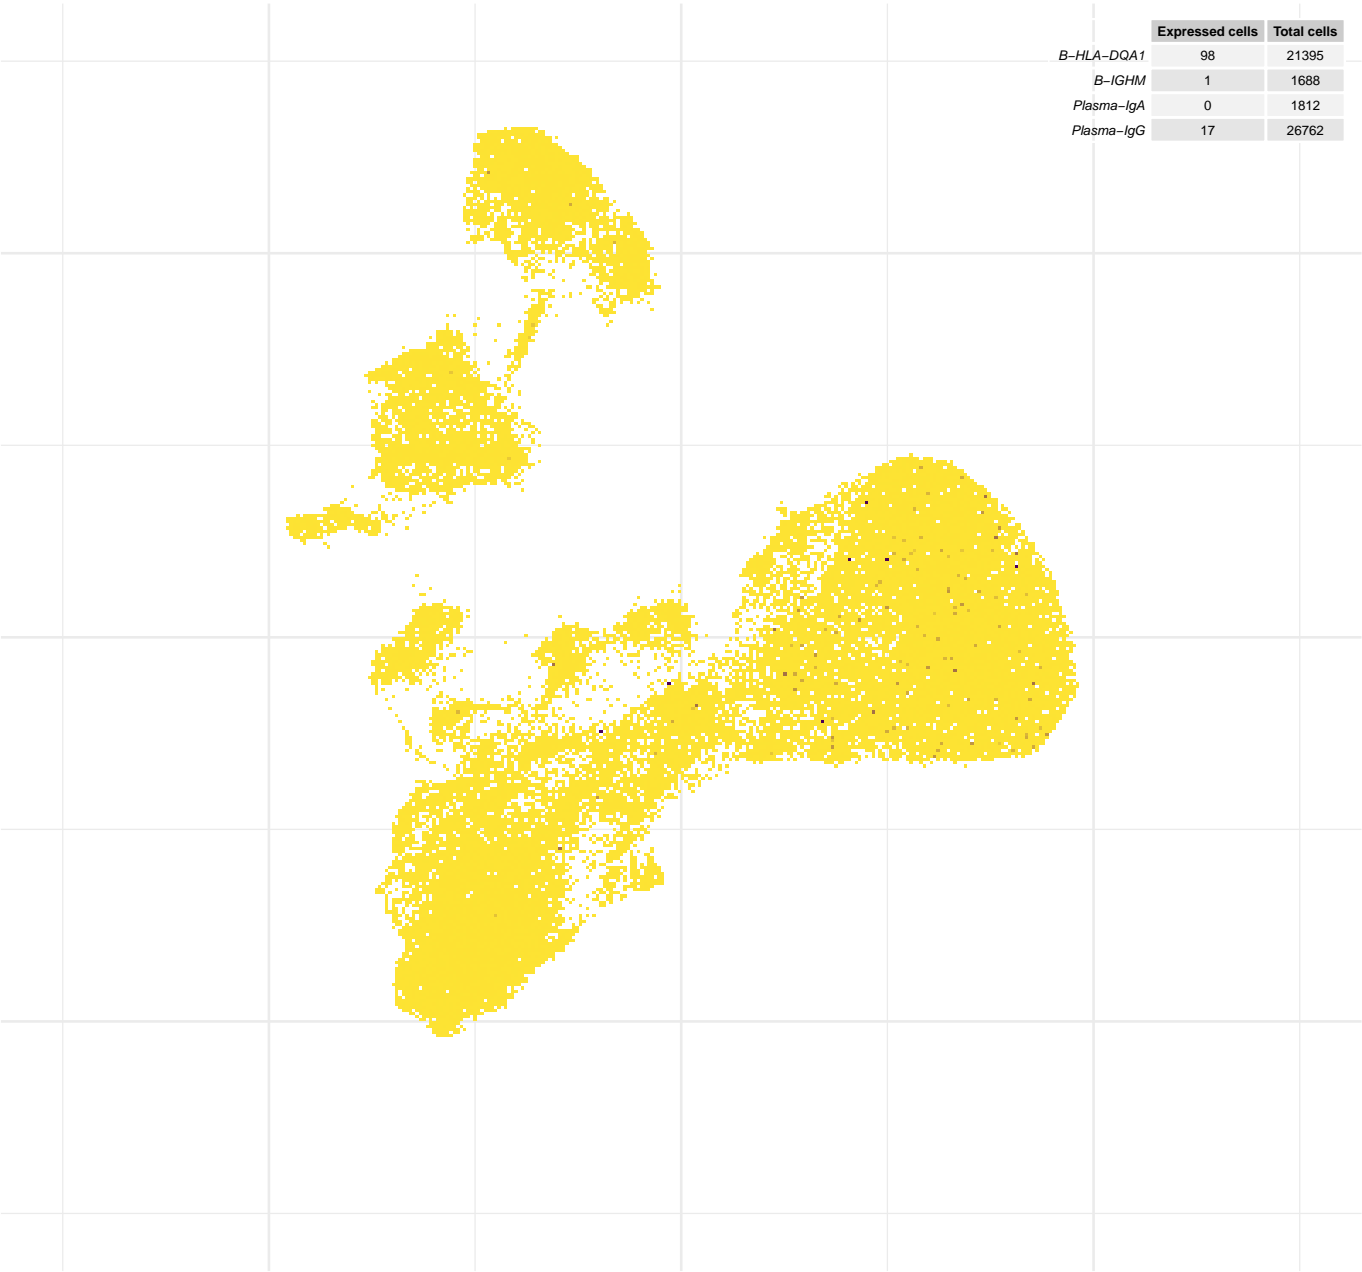 Expressed cells Total cells
B−HLA−DQA1 98 21395
B−IGHM 1 1688
Plasma−IgA 0 1812
Plasma−IgG 17 26762